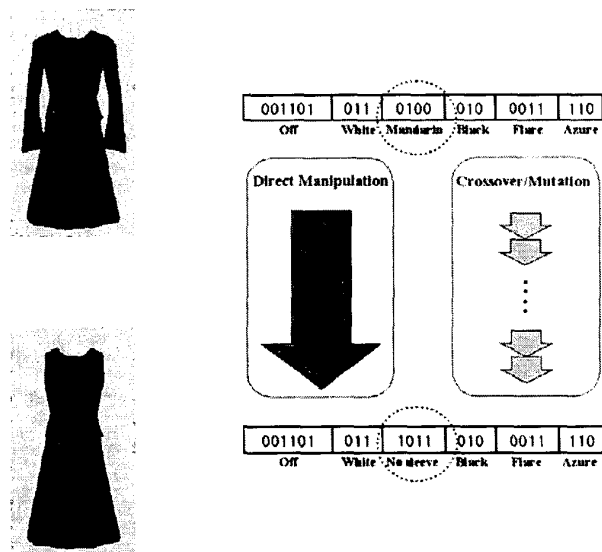 001101 011 0100 010 0011 110
Off White Mandarin Black Flare Azure
Direct Manipulation Crossover/Mutation
001101 011 1011 010 0011 110
Off White No sleeve Black Flare Azure